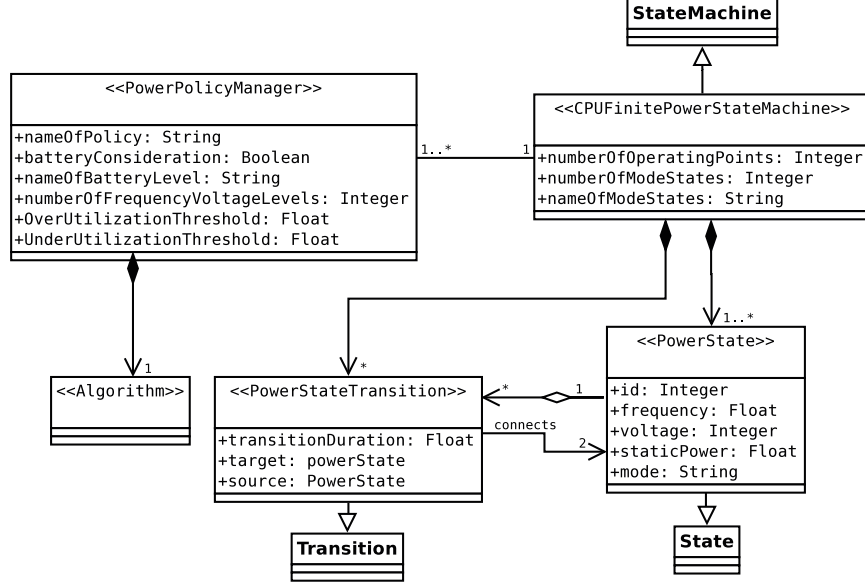 StateMachine
<<PowerPolicyManager>>
+nameOfPolicy: String
+batteryConsideration: Boolean
+nameOfBatteryLevel: String
+numberOfFrequencyVoltageLevels: Integer
+OverUtilizationThreshold: Float
+UnderUtilizationThreshold: Float
1..*
1
<<CPUFinitePowerStateMachine>>
+numberOfOperatingPoints: Integer
+numberOfModeStates: Integer
+nameOfModeStates: String
1
*
1..*
<<Algorithm>>
<<PowerStateTransition>>
+transitionDuration: Float
+target: powerState
+source: PowerState
*
1
connects
2
<<PowerState>>
+id: Integer
+frequency: Float
+voltage: Integer
+staticPower: Float
+mode: String
Transition
State